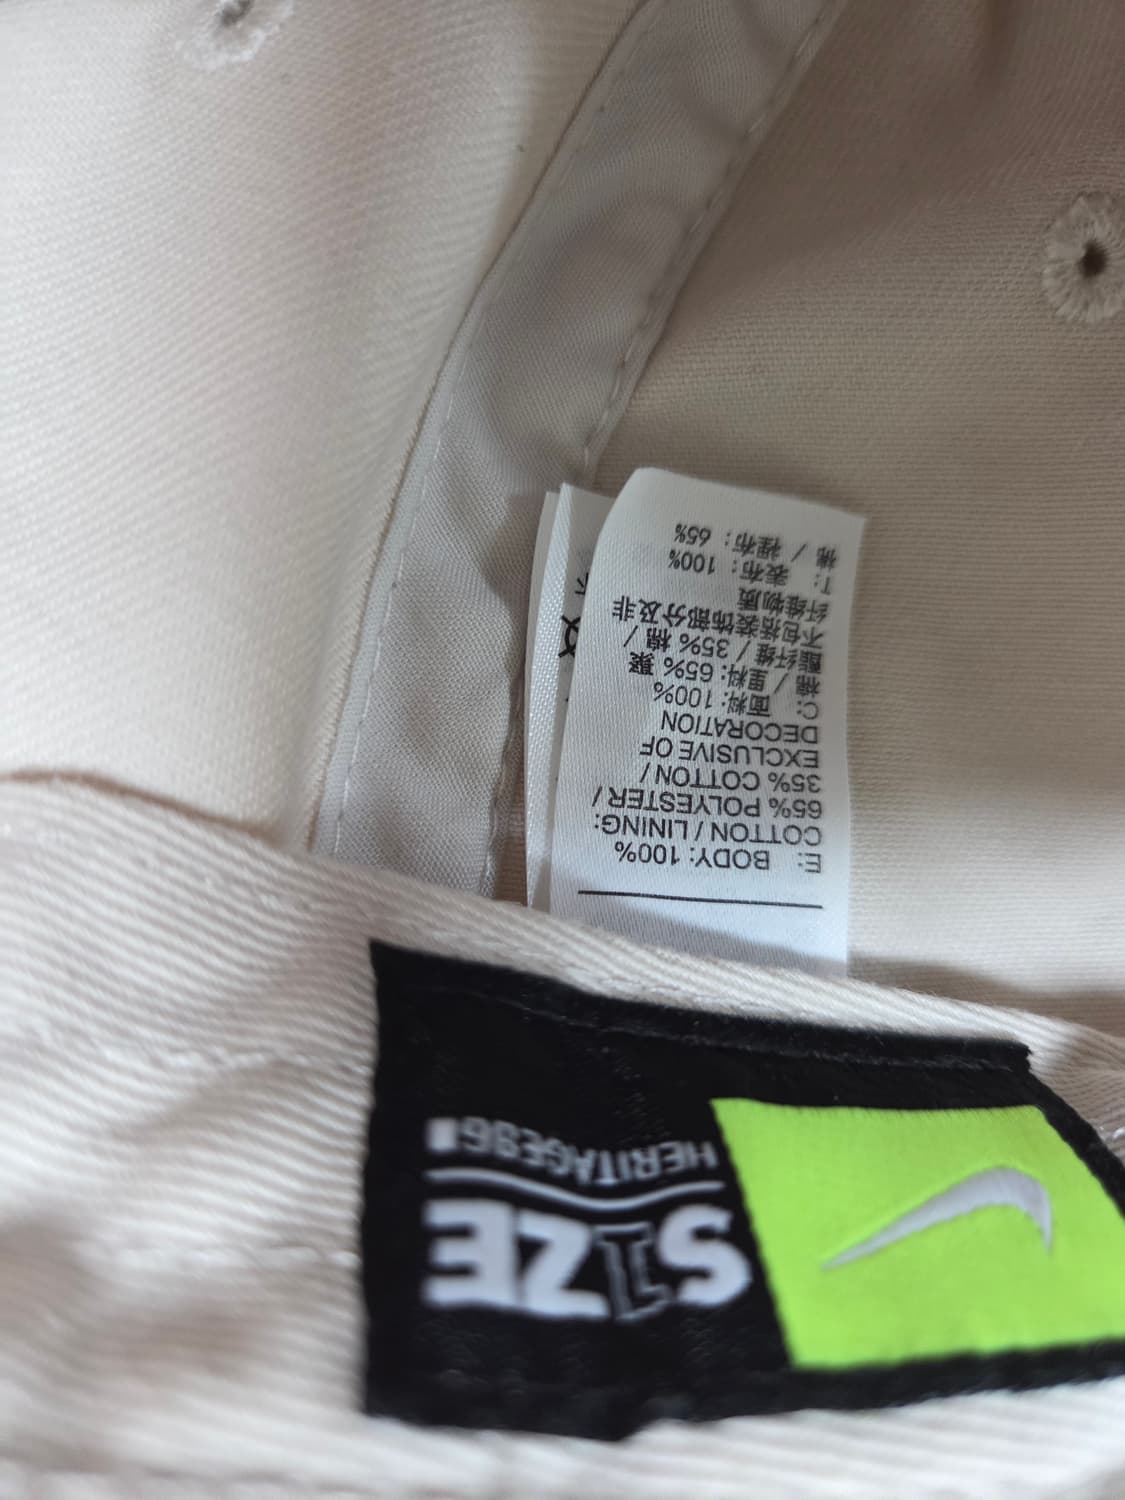 E: BODY: 100%
COTTON / LINING:
65% POLYESTER /
35% COTTON /
EXCLUSIVE OF
DECORATION
C: 面料: 100%
棉 / 里料: 65% 聚
酯纤维 / 35% 棉 /
不包括装饰部分及非
纤维物质
T: 表布: 100%
棉 / 裡布: 65%
S1ZE
HERITAGE86